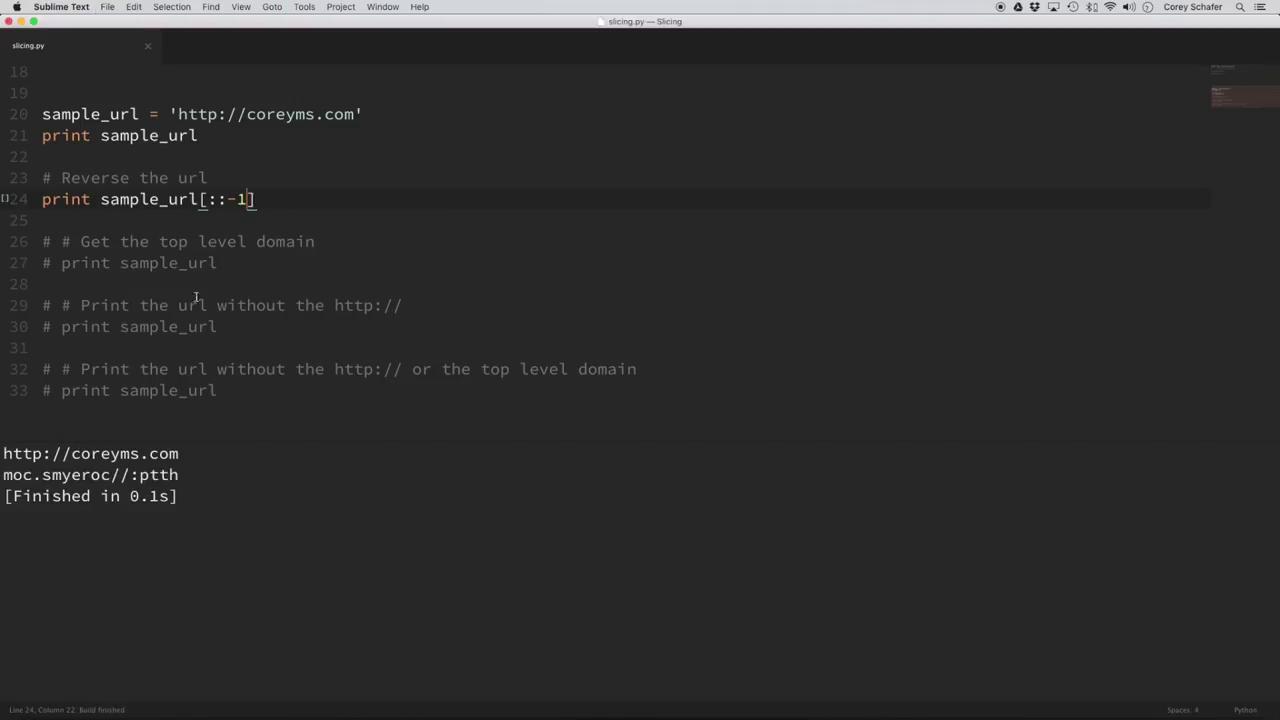 Sublime Text File Edit Selection Find View Goto Tools Project Window Help Corey Schafer
slicing.py — Slicing
slicing.py
18
19
20 sample_url = 'http://coreyms.com'
21 print sample_url
22
23 # Reverse the url
24 print sample_url[::-1]
25
26 # # Get the top level domain
27 # print sample_url
28
29 # # Print the url without the http://
30 # print sample_url
31
32 # # Print the url without the http:// or the top level domain
33 # print sample_url
http://coreyms.com
moc.smyeroc//:ptth
[Finished in 0.1s]
Line 24, Column 22. Build finished Spaces: 4 Python